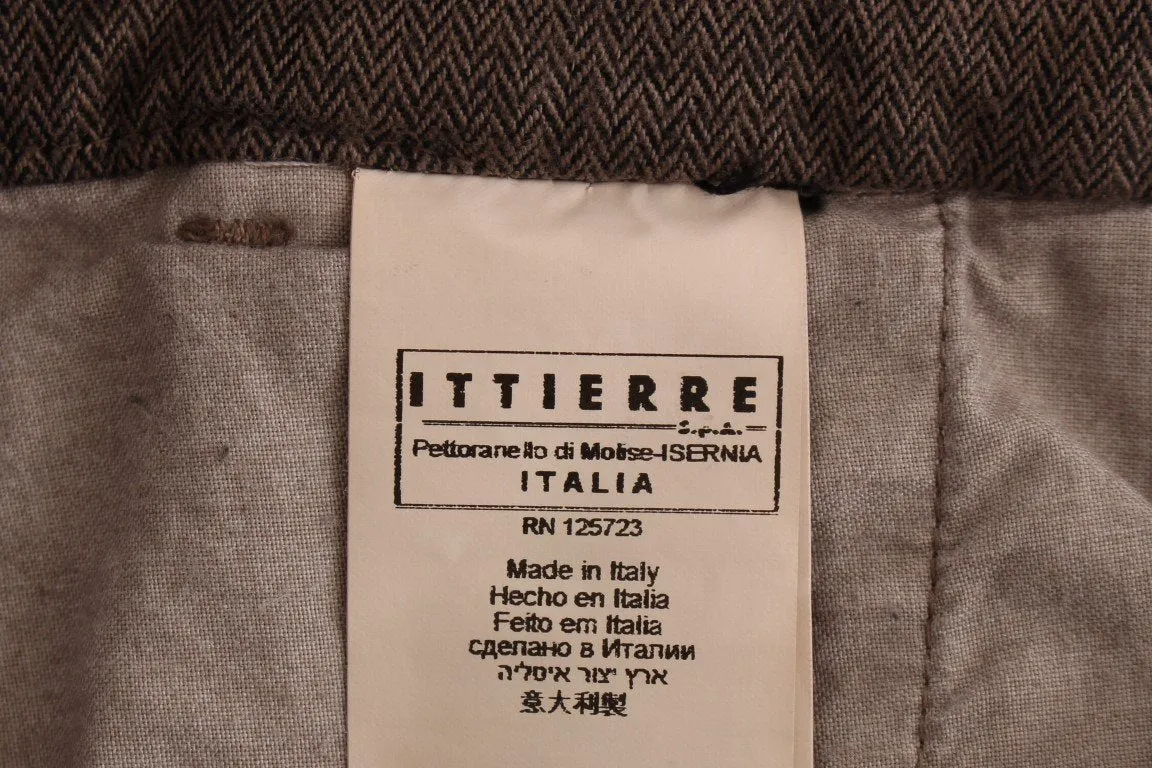 ITTIERRE
S.p.A.
Pettoranello di Molise-ISERNIA
ITALIA
RN 125723
Made in Italy
Hecho en Italia
Feito em Italia
сделано в Италии
ארץ יצור איטליה
意大利製